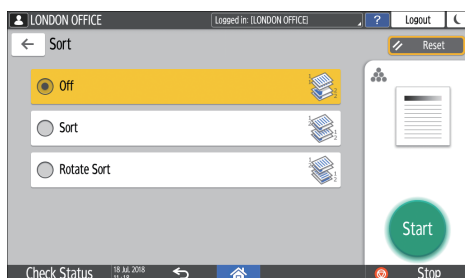 LONDON OFFICE
Logged in: [LONDON OFFICE]
?
Logout
Sort
Reset
Off
Sort
Rotate Sort
Start
Check Status
18 Jul. 2018
Stop